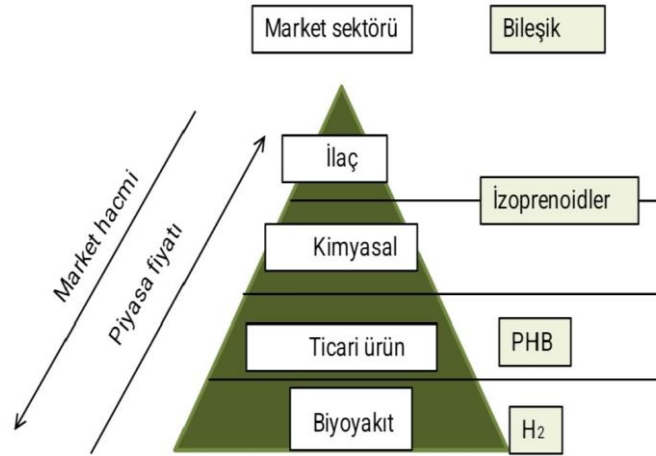 Market sektörü
Bileşik
İlaç
İzoprenoidler
Kimyasal
Market hacmi
Piyasa fiyatı
Ticari ürün
PHB
Biyoyakıt
H₂